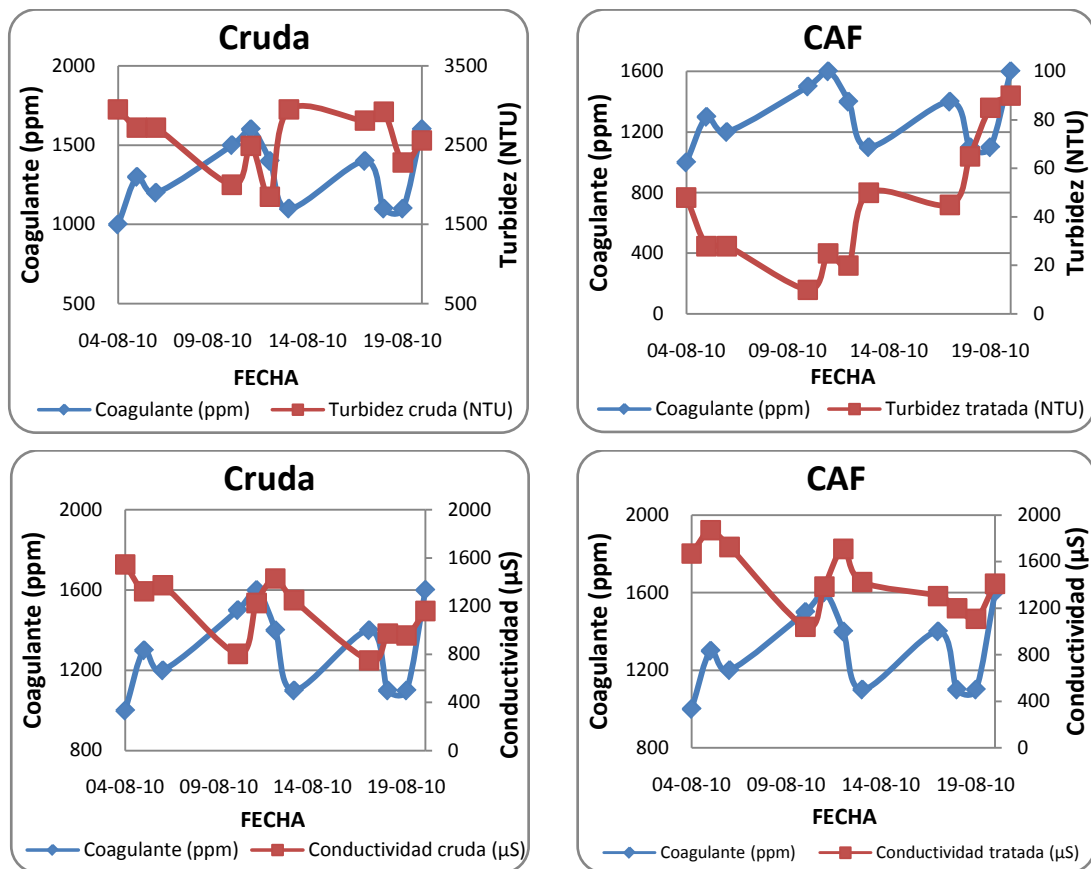 Cruda
Coagulante (ppm)
2000
1500
1000
500
3500
2500
1500
500
Turbidez (NTU)
04-08-10 09-08-10 14-08-10 19-08-10
FECHA
Coagulante (ppm) Turbidez cruda (NTU)
CAF
Coagulante (ppm)
1600
1200
800
400
0
100
80
60
40
20
0
Turbidez (NTU)
04-08-10 09-08-10 14-08-10 19-08-10
FECHA
Coagulante (ppm) Turbidez tratada (NTU)
Cruda
Coagulante (ppm)
2000
1600
1200
800
2000
1600
1200
800
400
0
Conductividad (µS)
04-08-10 09-08-10 14-08-10 19-08-10
FECHA
Coagulante (ppm) Conductividad cruda (µS)
CAF
Coagulante (ppm)
2000
1600
1200
800
2000
1600
1200
800
400
0
Conductividad (µS)
04-08-10 09-08-10 14-08-10 19-08-10
FECHA
Coagulante (ppm) Conductividad tratada (µS)